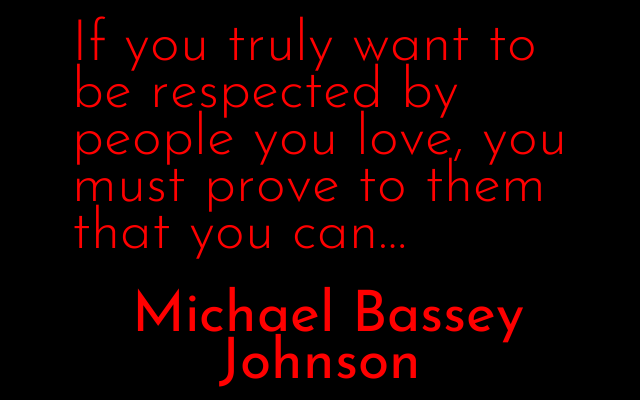 If you truly want to
be respected by
people you love, you
must prove to them
that you can...
Michael Bassey
Johnson